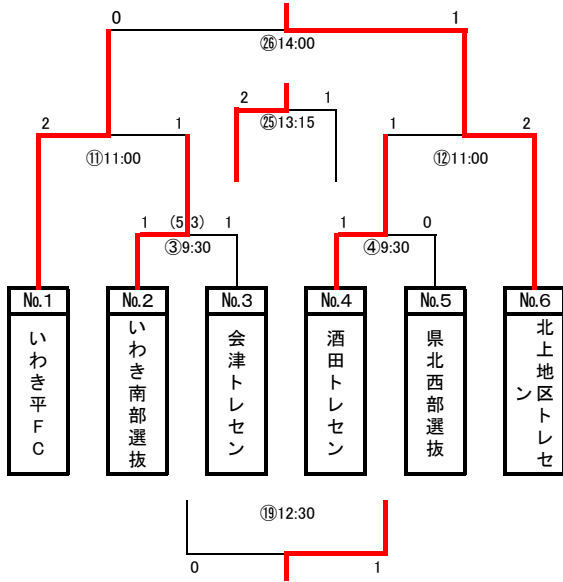 0 1
㉖14:00
2 1
2 1 1 2
㉕13:15
⑪11:00 ⑫11:00
1 (5 3) 1 1 0
③9:30 ④9:30
№.1 №.2 №.3 №.4 №.5 №.6
いわき平FC
いわき南部選抜
会津トレセン
酒田トレセン
県北西部選抜
北上地区トレセン
⑲12:30
0 1